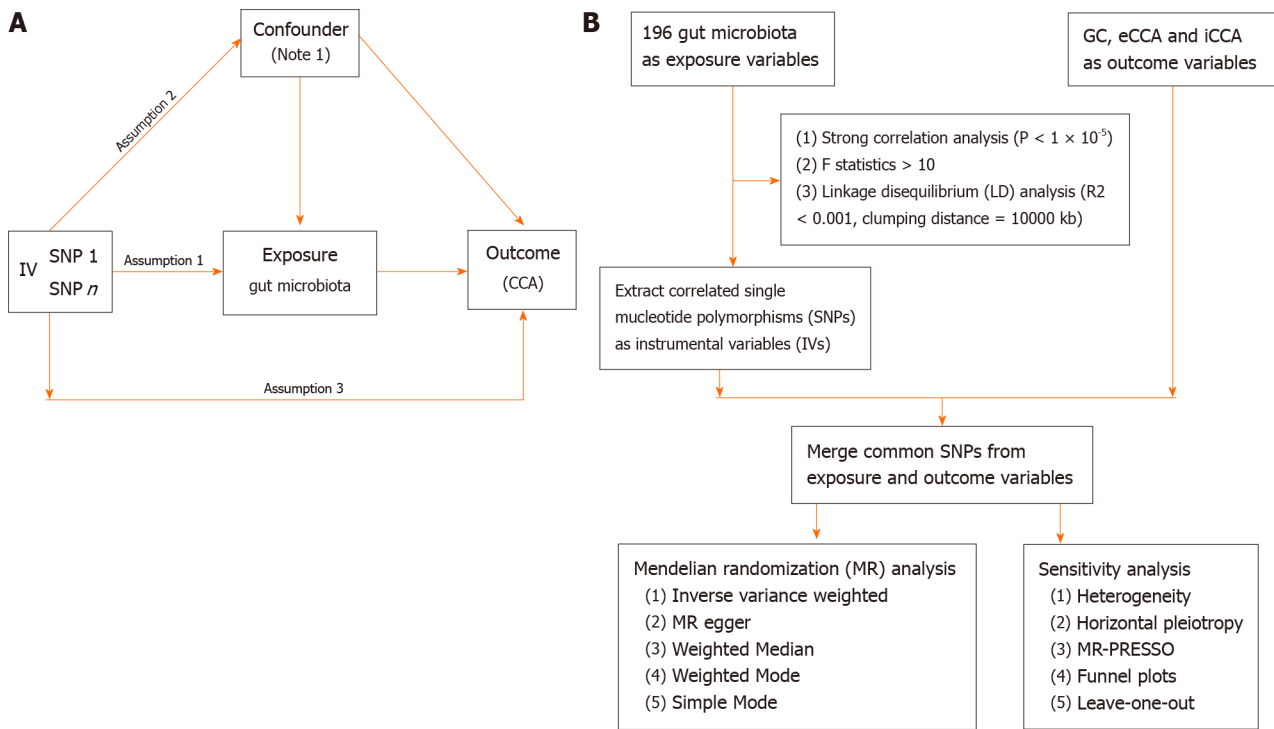 A
Confounder
(Note 1)
Assumption 2
IV
SNP 1
SNP n
Assumption 1
Exposure
gut microbiota
Outcome
(CCA)
Assumption 3
B
196 gut microbiota
as exposure variables
GC, eCCA and iCCA
as outcome variables
(1) Strong correlation analysis (P < 1 × 10⁻⁵)
(2) F statistics > 10
(3) Linkage disequilibrium (LD) analysis (R2
< 0.001, clumping distance = 10000 kb)
Extract correlated single
mucleotide polymorphisms (SNPs)
as instrumental variables (IVs)
Merge common SNPs from
exposure and outcome variables
Mendelian randomization (MR) analysis
(1) Inverse variance weighted
(2) MR egger
(3) Weighted Median
(4) Weighted Mode
(5) Simple Mode
Sensitivity analysis
(1) Heterogeneity
(2) Horizontal pleiotropy
(3) MR-PRESSO
(4) Funnel plots
(5) Leave-one-out